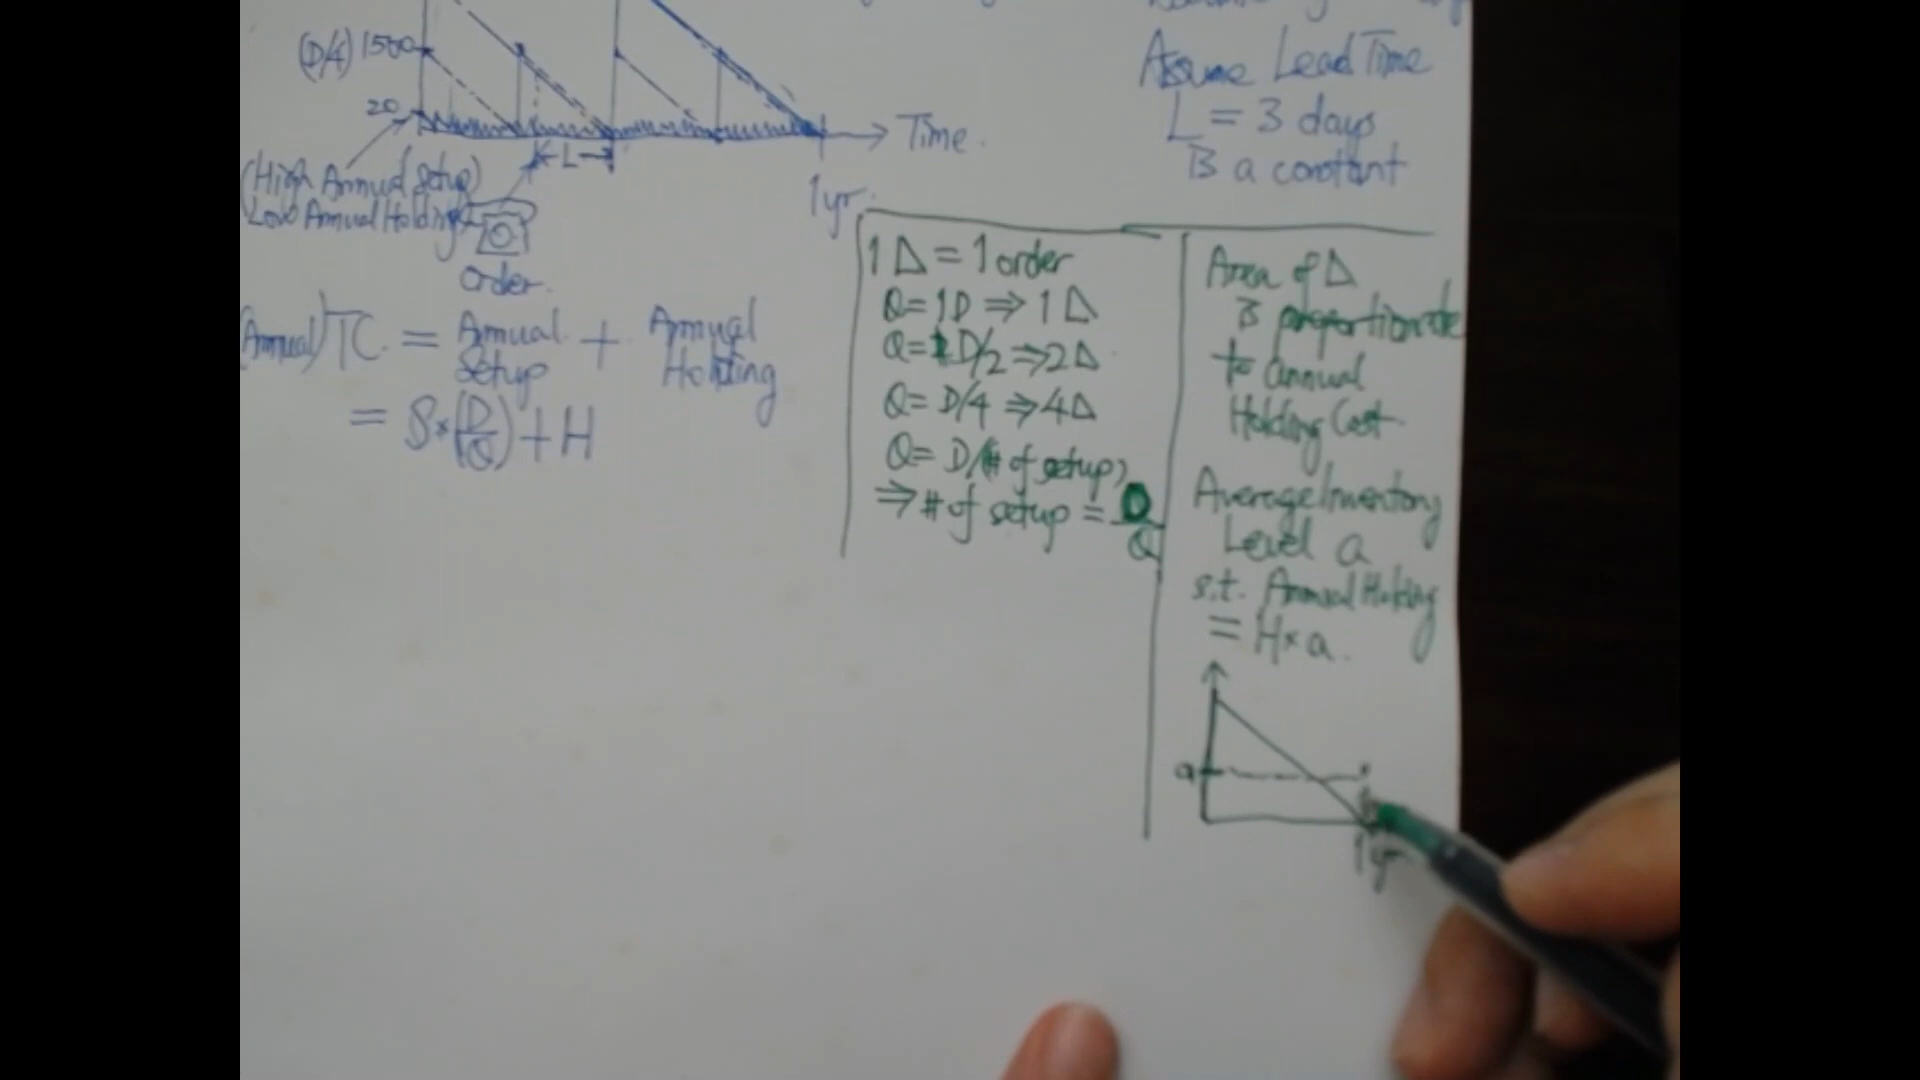 (D/4) 1500
20
Time.
K-L→
1yr.
(High Annual Setup)
Low Annual Holding
order.
Assume Lead Time
L = 3 days
is a constant
(Annual) TC = Annual Setup + Annual Holding
= S×(D/Q) + H
1 Δ = 1 order
Q = 1D ⇒ 1 Δ
Q = D/2 ⇒ 2 Δ
Q = D/4 ⇒ 4 Δ
Q = D/(# of setup)
⇒ # of setup = D/Q
Area of Δ
is proportionate
to annual
Holding Cost.
Average Inventory
Level a
s.t. Annual Holding
= H×a.
a
1yr